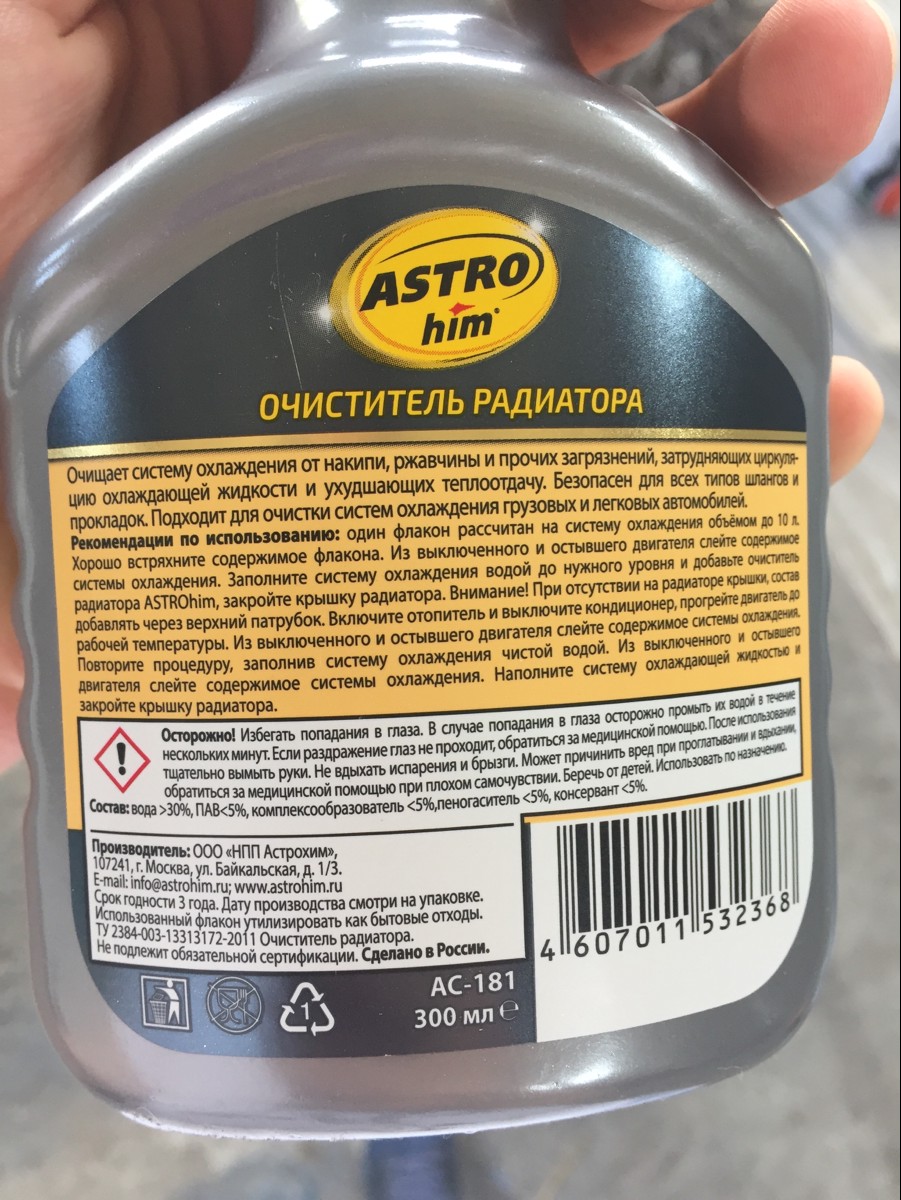 ASTRO
him®
ОЧИСТИТЕЛЬ РАДИАТОРА
Очищает систему охлаждения от накипи, ржавчины и прочих загрязнений, затрудняющих циркуля-
цию охлаждающей жидкости и ухудшающих теплоотдачу. Безопасен для всех типов шлангов и
прокладок. Подходит для очистки систем охлаждения грузовых и легковых автомобилей.
Рекомендации по использованию: один флакон рассчитан на систему охлаждения объёмом до 10 л.
Хорошо встряхните содержимое флакона. Из выключенного и остывшего двигателя слейте содержимое
системы охлаждения. Заполните систему охлаждения водой до нужного уровня и добавьте очиститель
радиатора ASTROhim, закройте крышку радиатора. Внимание! При отсутствии на радиаторе крышки, состав
добавлять через верхний патрубок. Включите отопитель и выключите кондиционер, прогрейте двигатель до
рабочей температуры. Из выключенного и остывшего двигателя слейте содержимое системы охлаждения.
Повторите процедуру, заполнив систему охлаждения чистой водой. Из выключенного и остывшего
двигателя слейте содержимое системы охлаждения. Наполните систему охлаждающей жидкостью и
закройте крышку радиатора.
Осторожно! Избегать попадания в глаза. В случае попадания в глаза осторожно промыть их водой в течение
нескольких минут. Если раздражение глаз не проходит, обратиться за медицинской помощью. После использования
тщательно вымыть руки. Не вдыхать испарения и брызги. Может причинить вред при проглатывании и вдыхании,
обратиться за медицинской помощью при плохом самочувствии. Беречь от детей. Использовать по назначению.
Состав: вода >30%, ПАВ<5%, комплексообразователь <5%,пеногаситель <5%, консервант <5%.
Производитель: ООО «НПП Астрохим»,
107241, г. Москва, ул. Байкальская, д. 1/3.
E-mail: info@astrohim.ru; www.astrohim.ru
Срок годности 3 года. Дату производства смотри на упаковке.
Использованный флакон утилизировать как бытовые отходы.
ТУ 2384-003-13313172-2011 Очиститель радиатора.
Не подлежит обязательной сертификации. Сделано в России.
4 607011 532368
1
АС-181
300 мл ℮